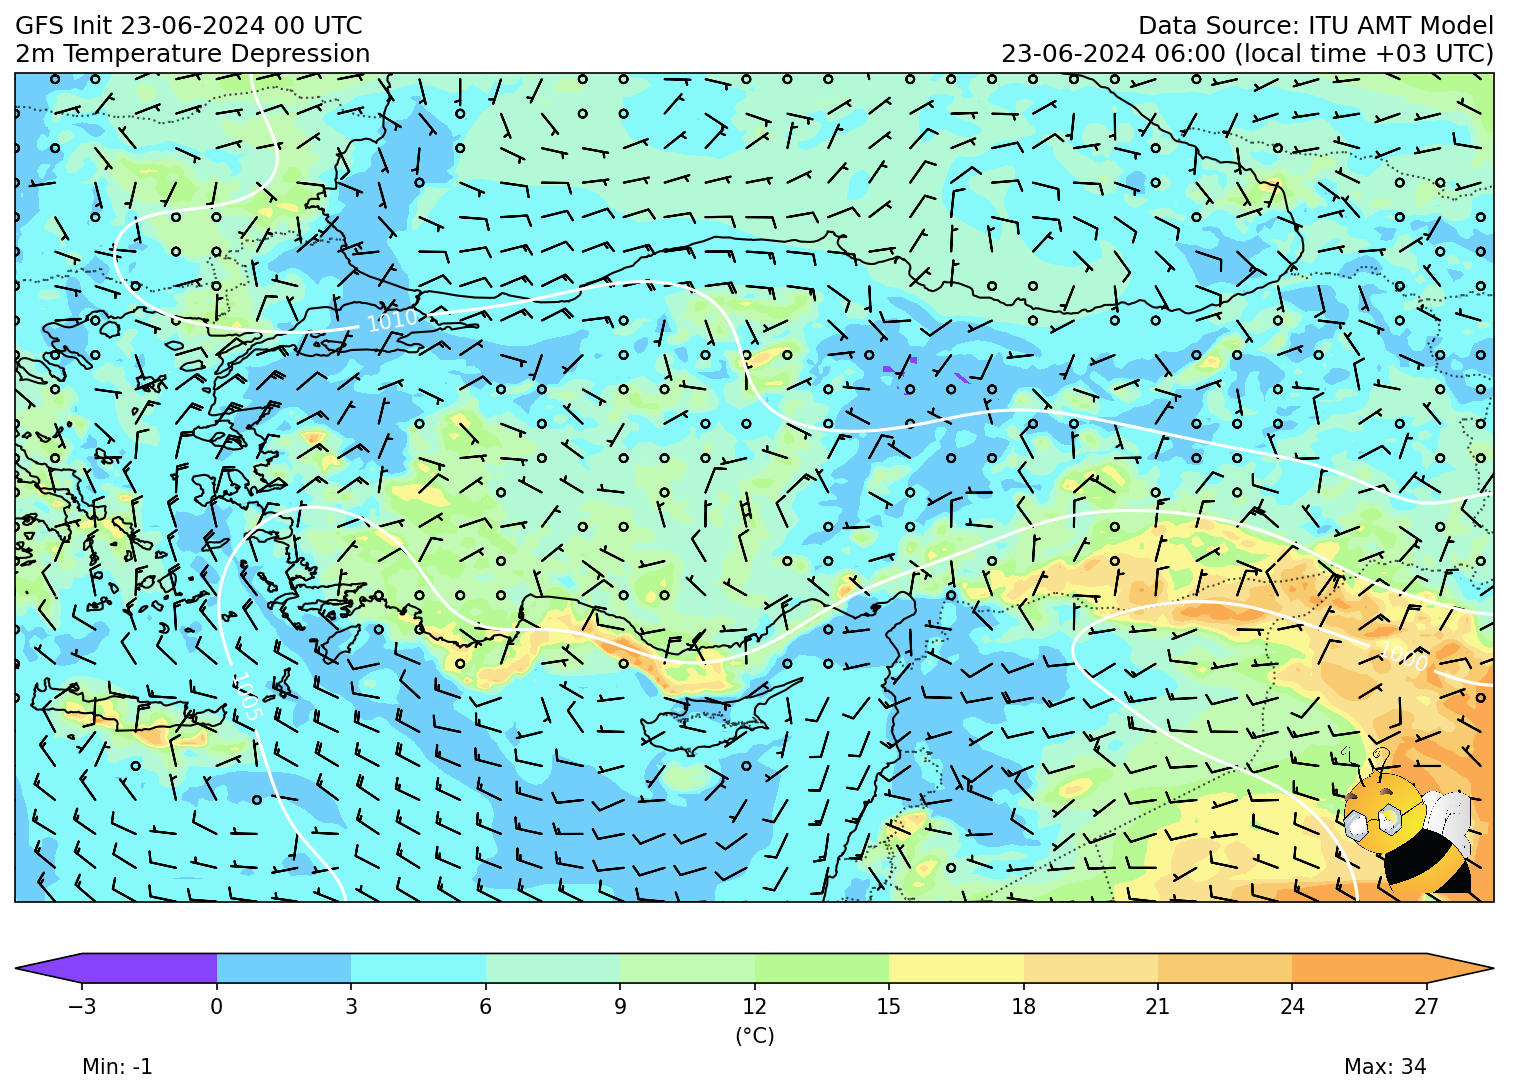 GFS Init 23-06-2024 00 UTC
Data Source: ITU AMT Model
2m Temperature Depression
23-06-2024 06:00 (local time +03 UTC)
1010
1005
1000
−3 0 3 6 9 12 15 18 21 24 27
(°C)
Min: -1
Max: 34